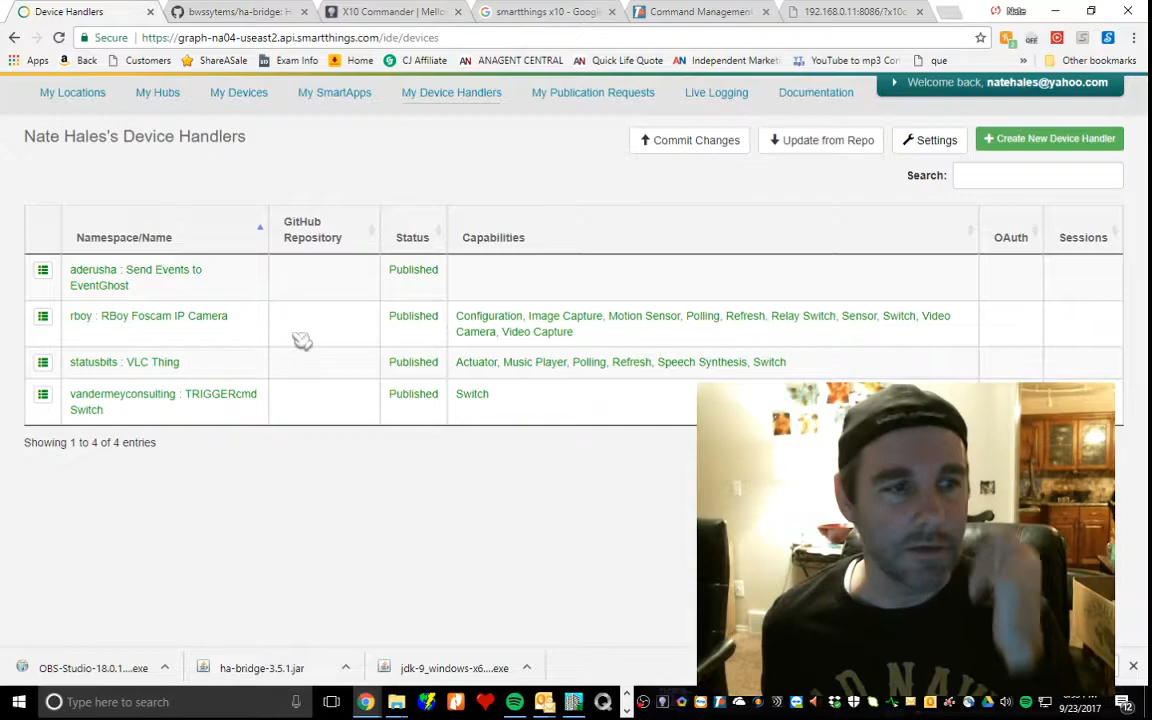 Device Handlers
bwssytems/ha-bridge: H
X10 Commander | Mello
smartthings x10 - Google
Command Management
192.168.0.11:8086/?x10c
Nate
Secure
https://graph-na04-useast2.api.smartthings.com/ide/devices
Apps
Back
Customers
ShareASale
Exam Info
Home
CJ Affiliate
ANAGENT CENTRAL
Quick Life Quote
Independent Market
YouTube to mp3 Con
que
Other bookmarks
My Locations
My Hubs
My Devices
My SmartApps
My Device Handlers
My Publication Requests
Live Logging
Documentation
Welcome back, natehales@yahoo.com
Nate Hales's Device Handlers
Commit Changes
Update from Repo
Settings
Create New Device Handler
Search:
Namespace/Name
GitHub
Repository
Status
Capabilities
OAuth
Sessions
aderusha : Send Events to
EventGhost
Published
rboy : RBoy Foscam IP Camera
Published
Configuration, Image Capture, Motion Sensor, Polling, Refresh, Relay Switch, Sensor, Switch, Video
Camera, Video Capture
statusbits : VLC Thing
Published
Actuator, Music Player, Polling, Refresh, Speech Synthesis, Switch
vandermeyconsulting : TRIGGERcmd
Switch
Published
Switch
Showing 1 to 4 of 4 entries
OBS-Studio-18.0.1....exe
ha-bridge-3.5.1.jar
jdk-9_windows-x6....exe
Type here to search
9/23/2017